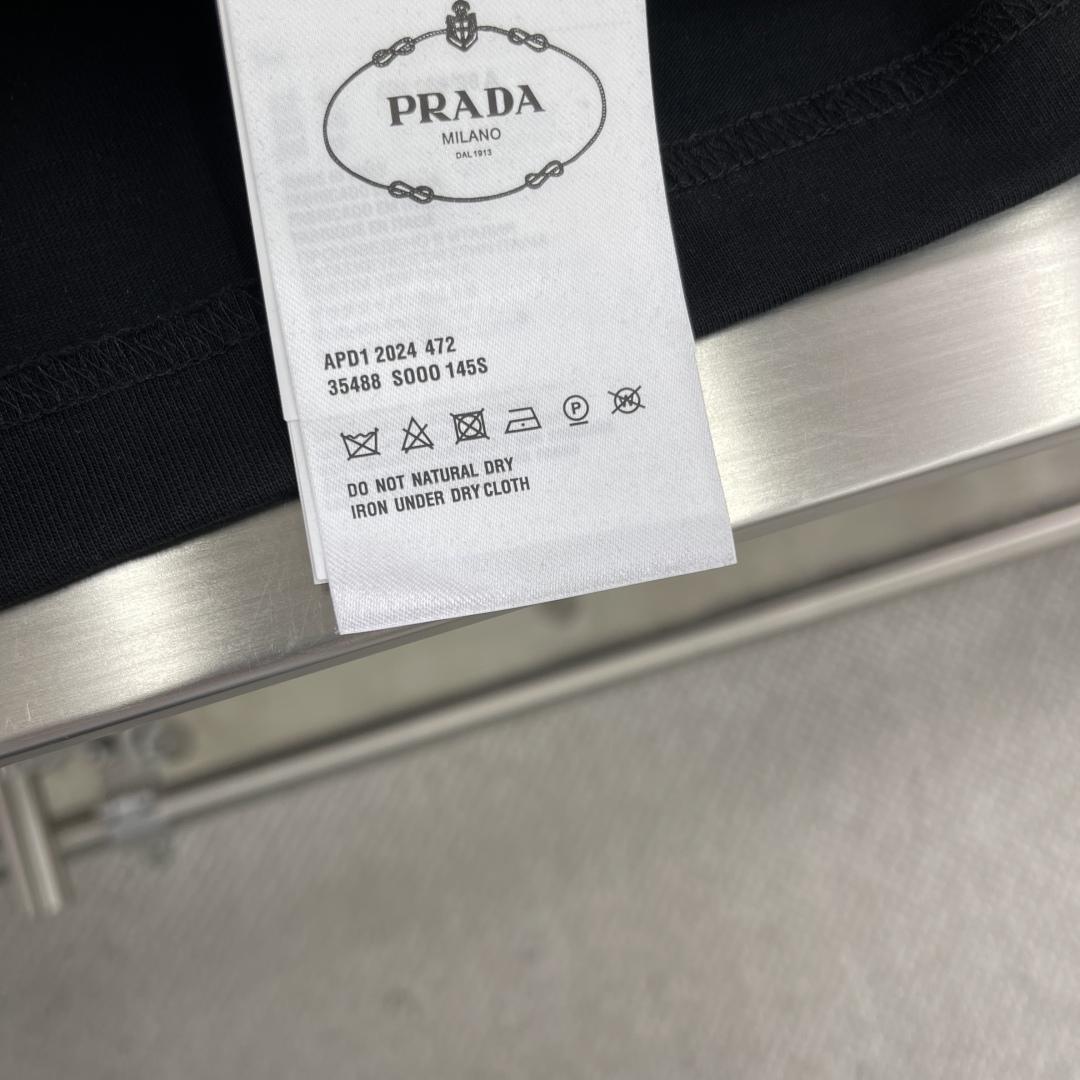 PRADA
MILANO
DAL 1913
APD1 2024 472
35488 S000 145S
P
W
DO NOT NATURAL DRY
IRON UNDER DRY CLOTH